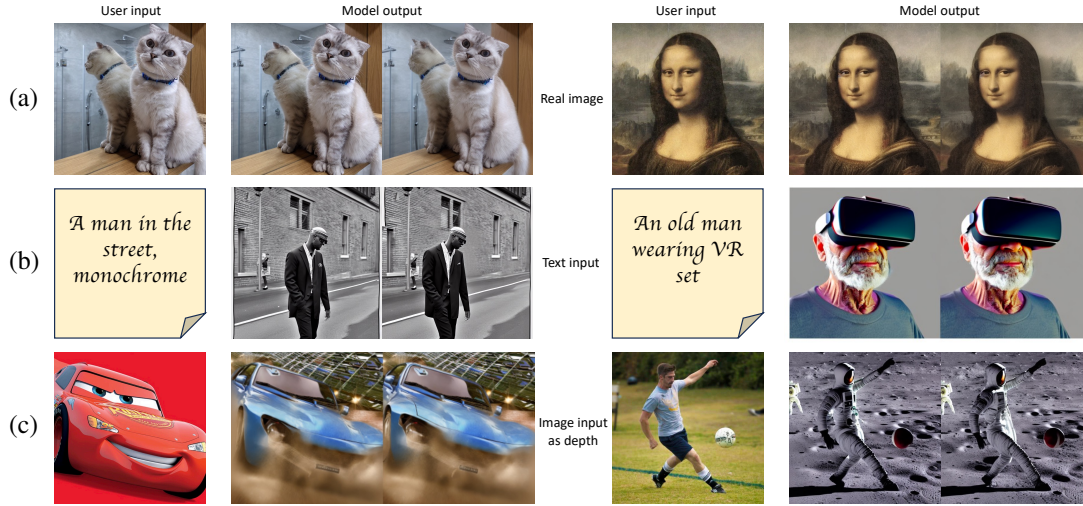 User input
Model output
User input
Model output
(a)
Real image
(b)
A man in the
street,
monochrome
Text input
An old man
wearing VR
set
(c)
Image input
as depth